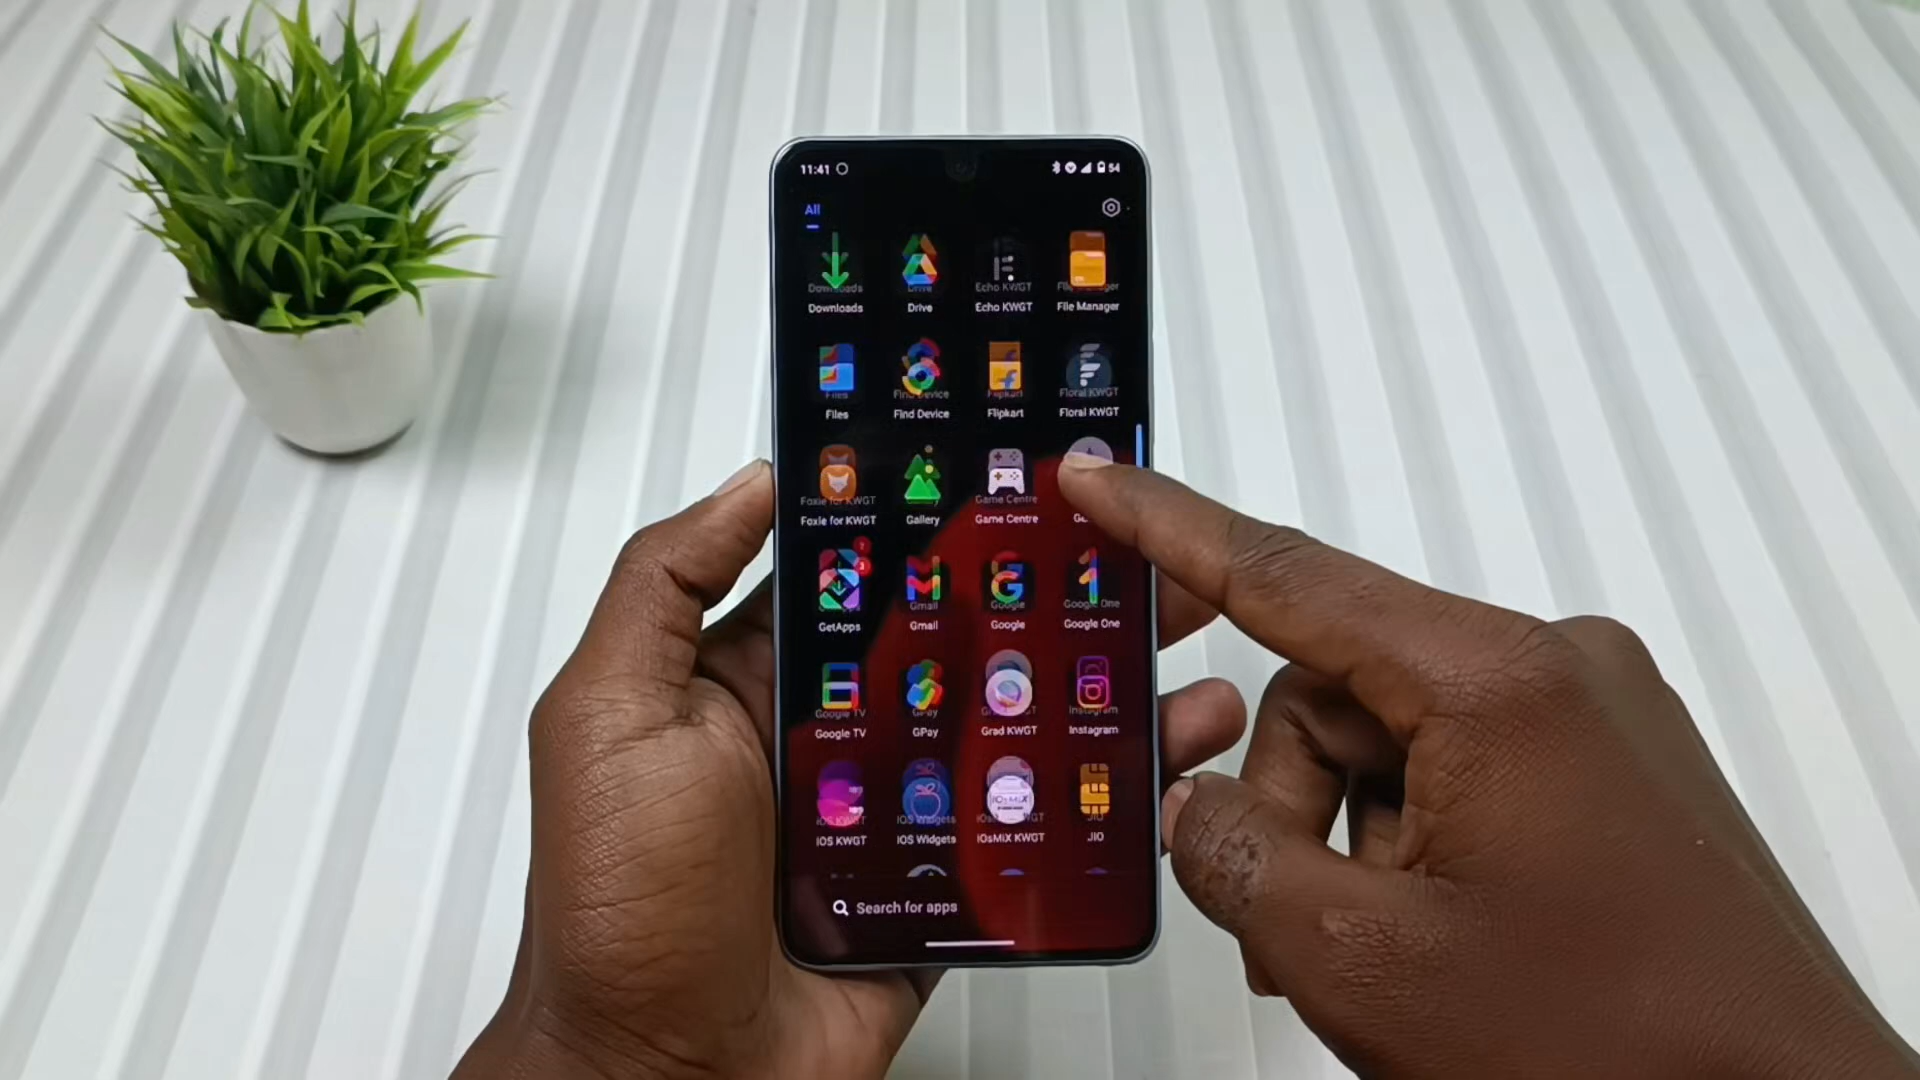 11:41 54
All
Downloads Drive Echo KWGT File Manager
Files Find Device Flipkart Floral KWGT
Foxie for KWGT Gallery Game Centre
GetApps Gmail Google Google One
Google TV GPay Grad KWGT Instagram
iOS KWGT iOS Widgets iOsMiX KWGT JIO
Search for apps